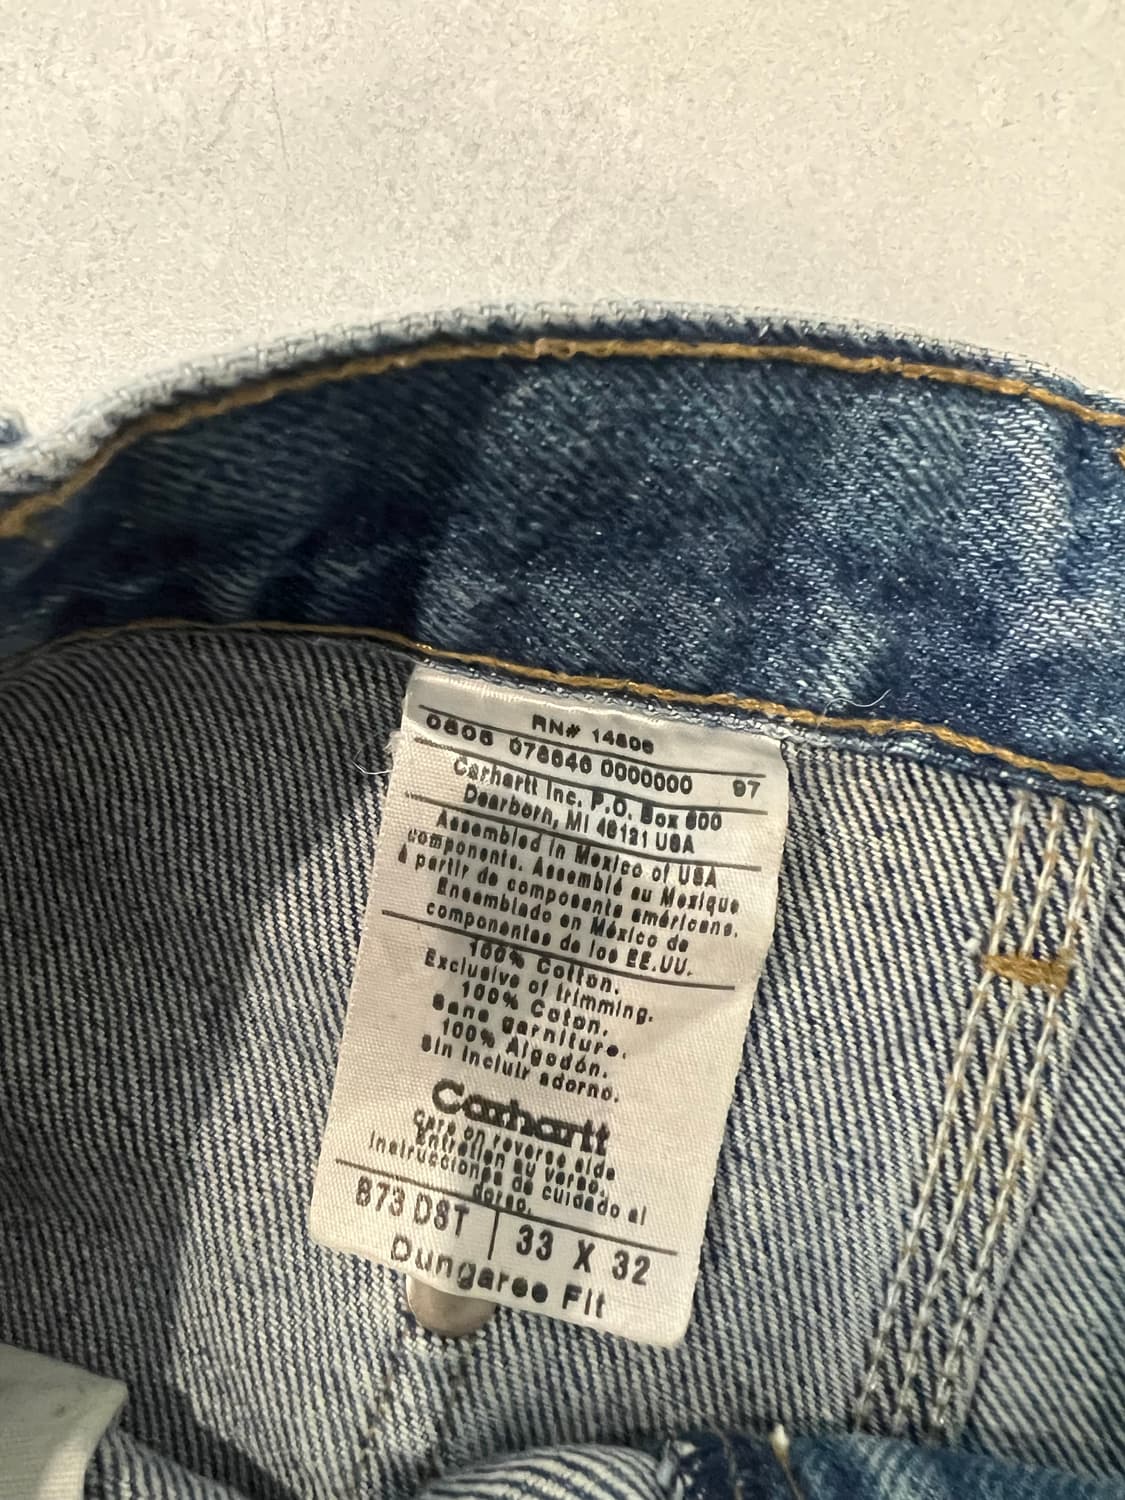 RN# 14806
0805 078646 0000000 97
Carhartt Inc. P.O. Box 600
Dearborn, MI 48121 USA
Assembled in Mexico of USA
components. Assemblé au Mexique
à partir de composants américans.
Ensamblado en México de
componentes de los EE.UU.
100% Cotton.
Exclusive of trimming.
100% Coton.
Sans garniture.
100% Algodón.
Sin incluir adorno.
Carhartt
Care on reverse side
Entretien au verso.
Instrucciones de cuidado al
dorso.
B73 DST 33 X 32
Dungaree Fit